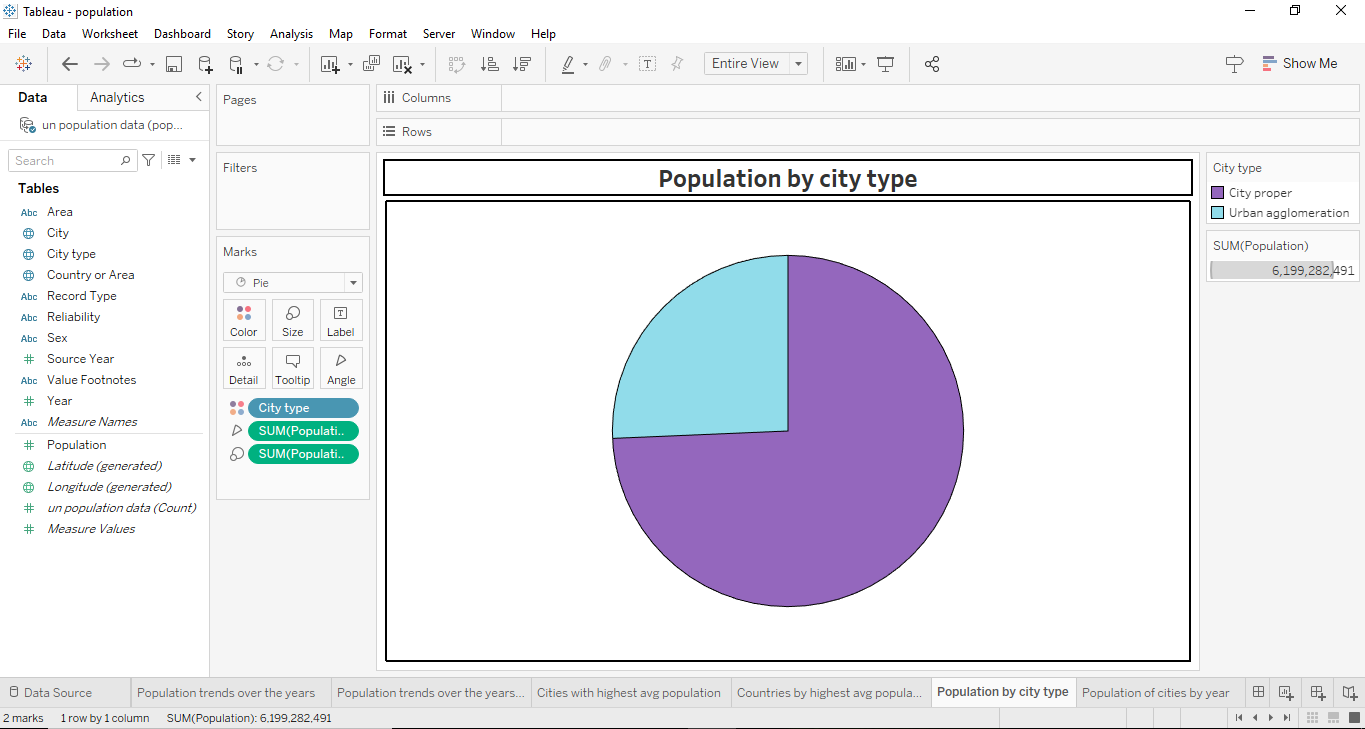 Tableau - population
File Data Worksheet Dashboard Story Analysis Map Format Server Window Help
Entire View
Show Me
Data Analytics
un population data (pop...
Search
Tables
Abc Area
City
City type
Country or Area
Abc Record Type
Abc Reliability
Abc Sex
# Source Year
Abc Value Footnotes
# Year
Abc Measure Names
# Population
Latitude (generated)
Longitude (generated)
# un population data (Count)
# Measure Values
Pages
Filters
Marks
Pie
Color Size Label
Detail Tooltip Angle
City type
SUM(Populati..
SUM(Populati..
Columns
Rows
Population by city type
City type
City proper
Urban agglomeration
SUM(Population)
6,199,282,491
Data Source Population trends over the years Population trends over the years... Cities with highest avg population Countries by highest avg popula... Population by city type Population of cities by year
2 marks 1 row by 1 column SUM(Population): 6,199,282,491